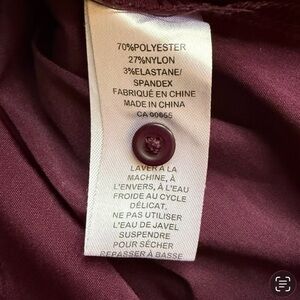 70%POLYESTER
27%NYLON
3%ELASTANE/
SPANDEX
FABRIQUÉ EN CHINE
MADE IN CHINA
CA 00665
LAVER À LA
MACHINE, À
L'ENVERS, À L'EAU
FROIDE AU CYCLE
DÉLICAT.
NE PAS UTILISER
L'EAU DE JAVEL
SUSPENDRE
POUR SÉCHER
REPASSER À BASSE